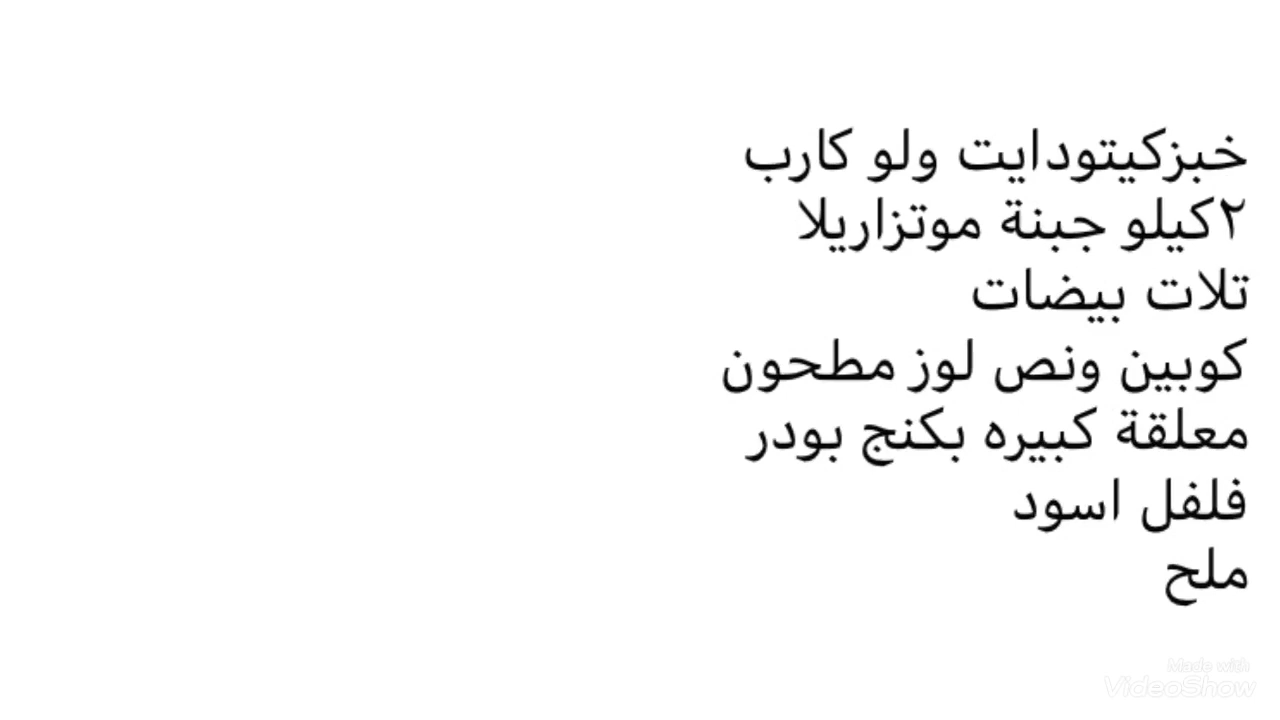 خبزكيتودايت ولو كارب
٢كيلو جبنة موتزاريلا
تلات بيضات
كوبين ونص لوز مطحون
معلقة كبيره بكنج بودر
فلفل اسود
ملح
Made with
VideoShow